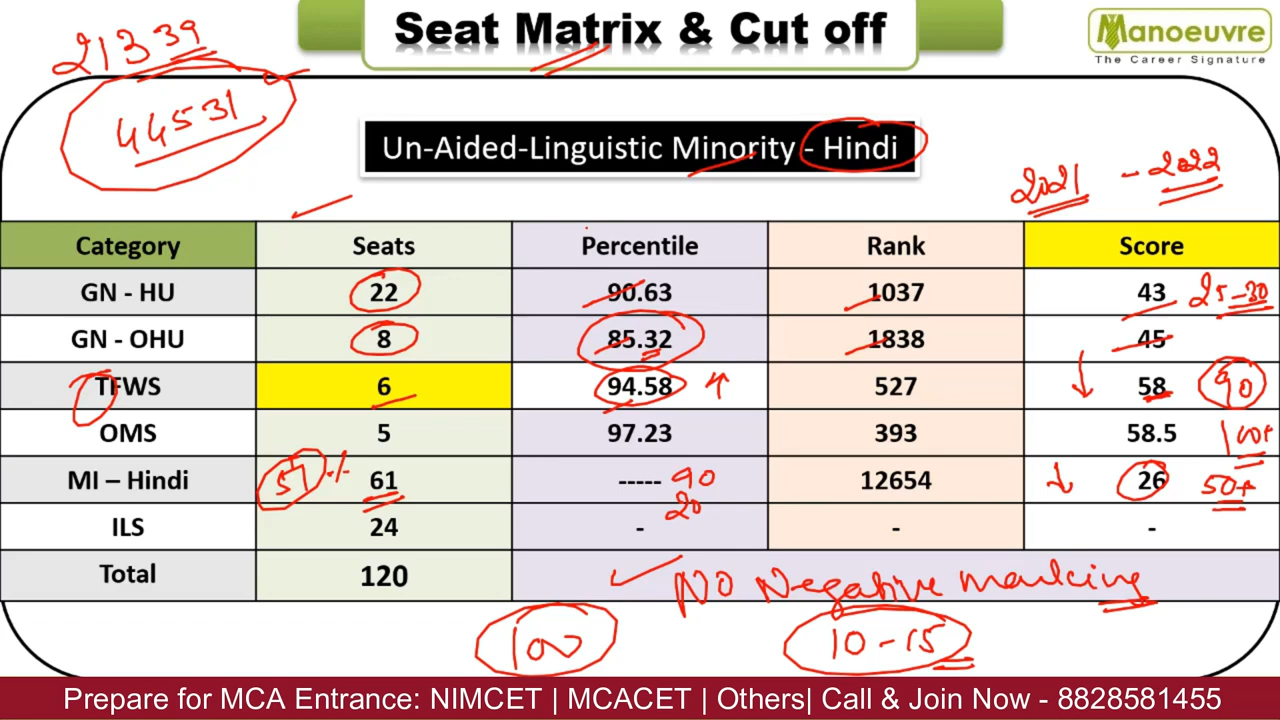 Seat Matrix & Cut off
Manoeuvre
The Career Signature
21339
44531
Un-Aided-Linguistic Minority - Hindi
2021 - 2022
Category Seats Percentile Rank Score
GN - HU 22 90.63 1037 43 25-30
GN - OHU 8 85.32 1838 45
TFWS 6 94.58 527 58 90
OMS 5 97.23 393 58.5 100+
MI – Hindi 51 % 61 ----- 90 12654 26 50+
20
ILS 24 - - -
Total 120
No Negative marking
100 10-15
Prepare for MCA Entrance: NIMCET | MCACET | Others| Call & Join Now - 8828581455